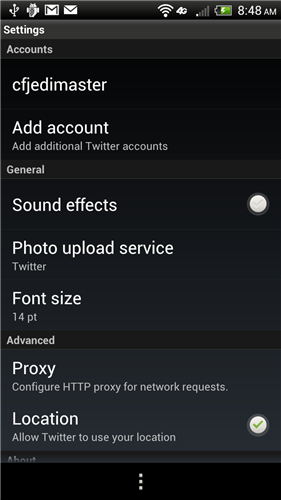 4G 8:48 AM
Settings
Accounts
cfjedimaster
Add account
Add additional Twitter accounts
General
Sound effects
Photo upload service
Twitter
Font size
14 pt
Advanced
Proxy
Configure HTTP proxy for network requests.
Location
Allow Twitter to use your location
About